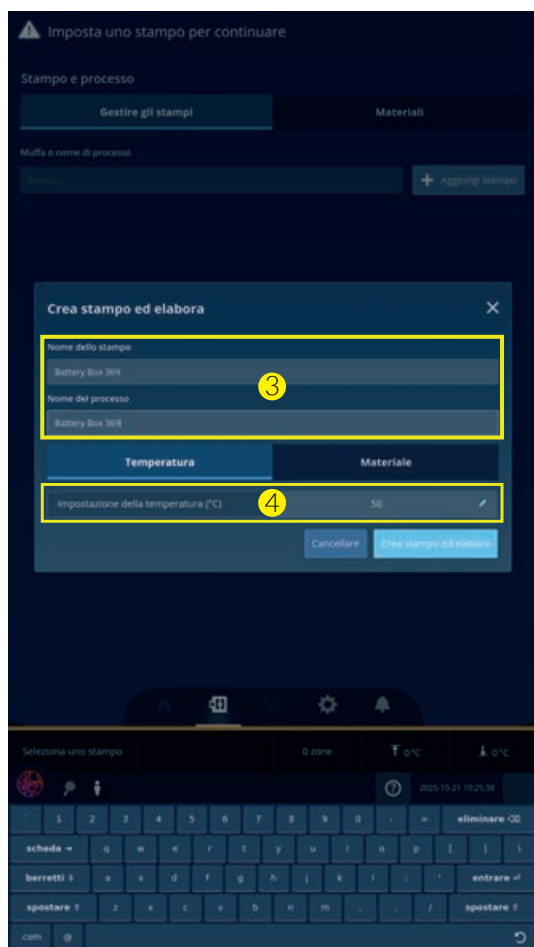 Imposta uno stampo per continuare
Stampo e processo
Gestire gli stampi Materiali
Muffa o nome di processo
+ Aggiungi stampo
Crea stampo ed elabora ×
Nome dello stampo
Battery Box 369
3
Nome del processo
Battery Box 369
Temperatura Materiale
Impostazione della temperatura (°C) 4 50
Cancellare Crea stampo ed elabora
Seleziona uno stampo 0 zone 0°C 0°C
? 2025-10-21 10:25:38
` 1 2 3 4 5 6 7 8 9 0 - = eliminare
scheda q w e r t y u i o p [ ] \
berretti a s d f g h j k l ; ' entrare
spostare z x c v b n m , . / spostare
.com @